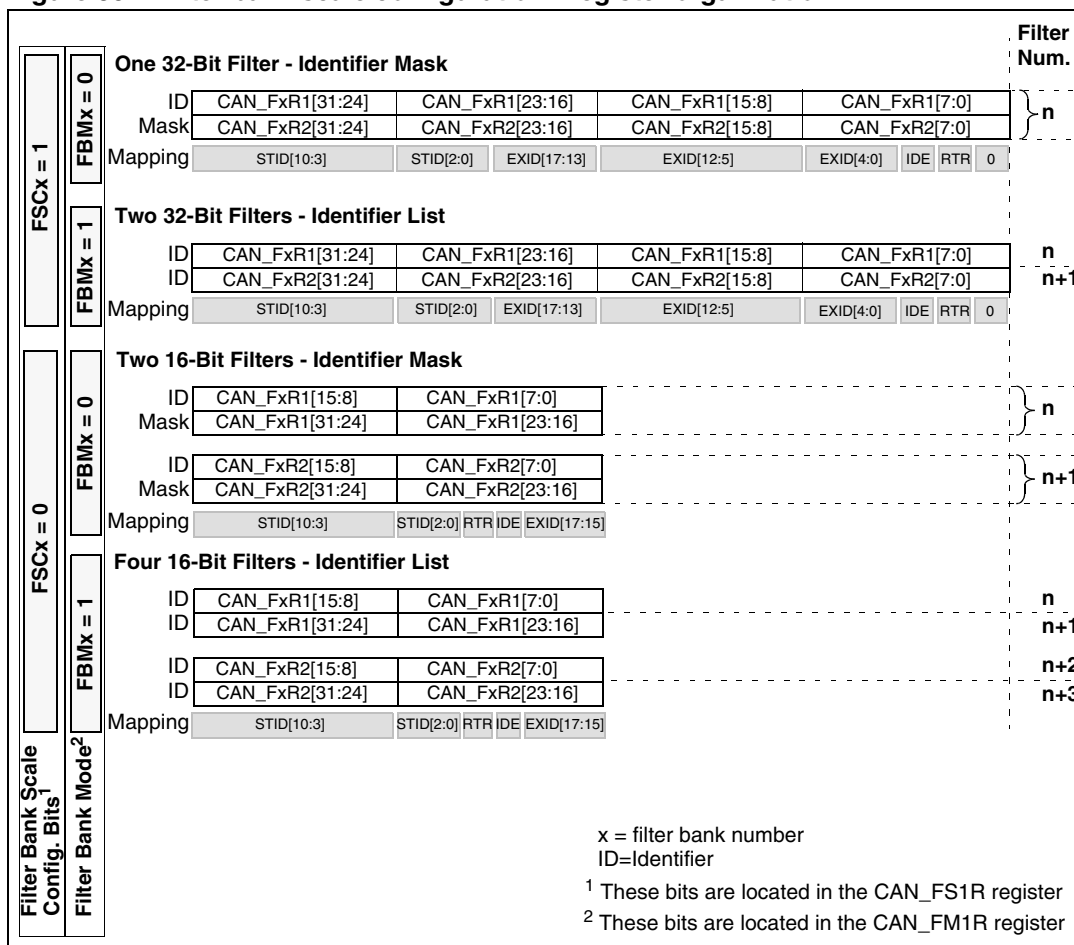 Filter
Num.
One 32-Bit Filter - Identifier Mask
ID CAN_FxR1[31:24] CAN_FxR1[23:16] CAN_FxR1[15:8] CAN_FxR1[7:0]
Mask CAN_FxR2[31:24] CAN_FxR2[23:16] CAN_FxR2[15:8] CAN_FxR2[7:0]
n
Mapping STID[10:3] STID[2:0] EXID[17:13] EXID[12:5] EXID[4:0] IDE RTR 0
FSCx = 1
FBMx = 0
Two 32-Bit Filters - Identifier List
ID CAN_FxR1[31:24] CAN_FxR1[23:16] CAN_FxR1[15:8] CAN_FxR1[7:0] n
ID CAN_FxR2[31:24] CAN_FxR2[23:16] CAN_FxR2[15:8] CAN_FxR2[7:0] n+1
Mapping STID[10:3] STID[2:0] EXID[17:13] EXID[12:5] EXID[4:0] IDE RTR 0
FBMx = 1
Two 16-Bit Filters - Identifier Mask
ID CAN_FxR1[15:8] CAN_FxR1[7:0]
Mask CAN_FxR1[31:24] CAN_FxR1[23:16]
n
ID CAN_FxR2[15:8] CAN_FxR2[7:0]
Mask CAN_FxR2[31:24] CAN_FxR2[23:16]
n+1
Mapping STID[10:3] STID[2:0] RTR IDE EXID[17:15]
FSCx = 0
FBMx = 0
Four 16-Bit Filters - Identifier List
ID CAN_FxR1[15:8] CAN_FxR1[7:0] n
ID CAN_FxR1[31:24] CAN_FxR1[23:16] n+1
ID CAN_FxR2[15:8] CAN_FxR2[7:0] n+2
ID CAN_FxR2[31:24] CAN_FxR2[23:16] n+3
Mapping STID[10:3] STID[2:0] RTR IDE EXID[17:15]
FBMx = 1
Filter Bank Scale
Config. Bits1
Filter Bank Mode2
x = filter bank number
ID=Identifier
1 These bits are located in the CAN_FS1R register
2 These bits are located in the CAN_FM1R register